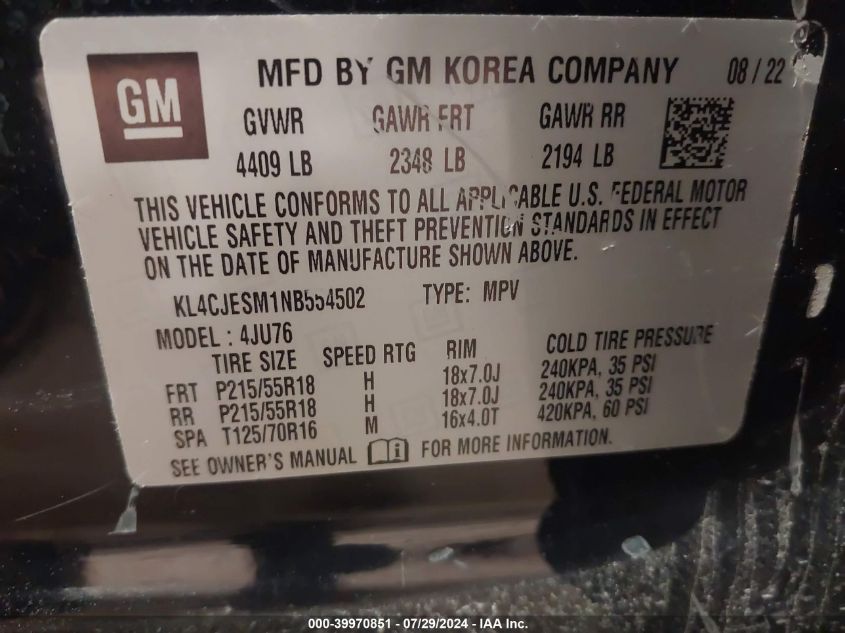 GM
MFD BY GM KOREA COMPANY 08/22
GVWR GAWR FRT GAWR RR
4409 LB 2348 LB 2194 LB
THIS VEHICLE CONFORMS TO ALL APPLICABLE U.S. FEDERAL MOTOR
VEHICLE SAFETY AND THEFT PREVENTION STANDARDS IN EFFECT
ON THE DATE OF MANUFACTURE SHOWN ABOVE.
KL4CJESM1NB554502 TYPE: MPV
MODEL: 4JU76
TIRE SIZE SPEED RTG RIM COLD TIRE PRESSURE
FRT P215/55R18 H 18x7.0J 240KPA, 35 PSI
RR P215/55R18 H 18x7.0J 240KPA, 35 PSI
SPA T125/70R16 M 16x4.0T 420KPA, 60 PSI
SEE OWNER'S MANUAL i FOR MORE INFORMATION.
000-39970851 - 07/29/2024 - IAA, Inc.